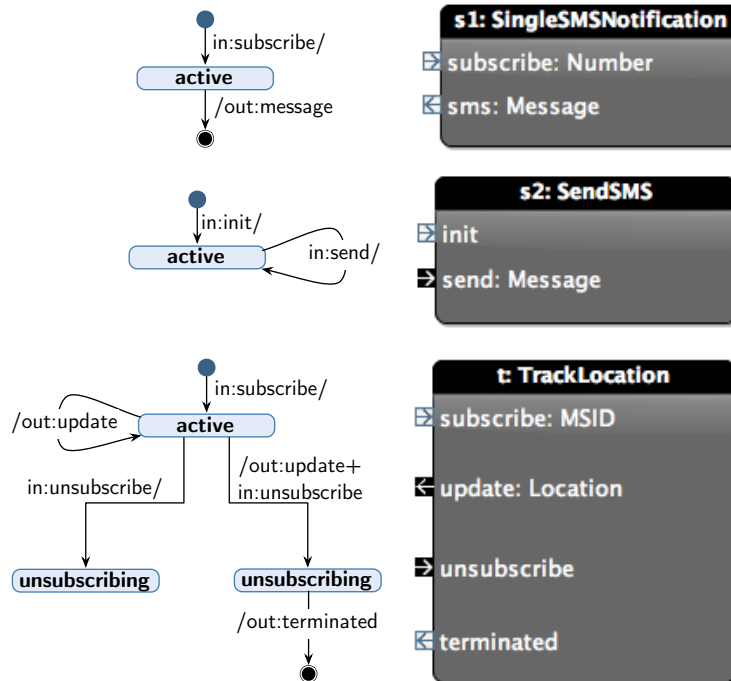 in:subscribe/
active
/out:message
s1: SingleSMSNotification
subscribe: Number
sms: Message
in:init/
active
in:send/
s2: SendSMS
init
send: Message
in:subscribe/
/out:update
active
in:unsubscribe/
/out:update+
in:unsubscribe
unsubscribing
unsubscribing
/out:terminated
t: TrackLocation
subscribe: MSID
update: Location
unsubscribe
terminated